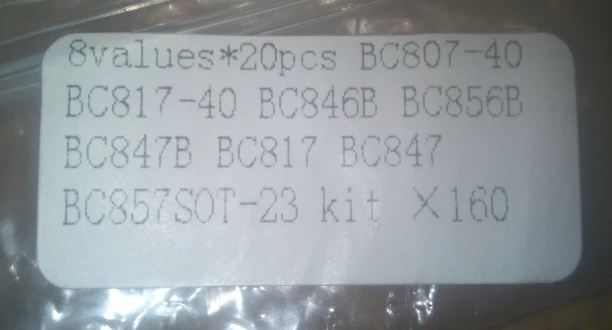 8values*20pcs BC807-40
BC817-40 BC846B BC856B
BC847B BC817 BC847
BC857SOT-23 kit ×160